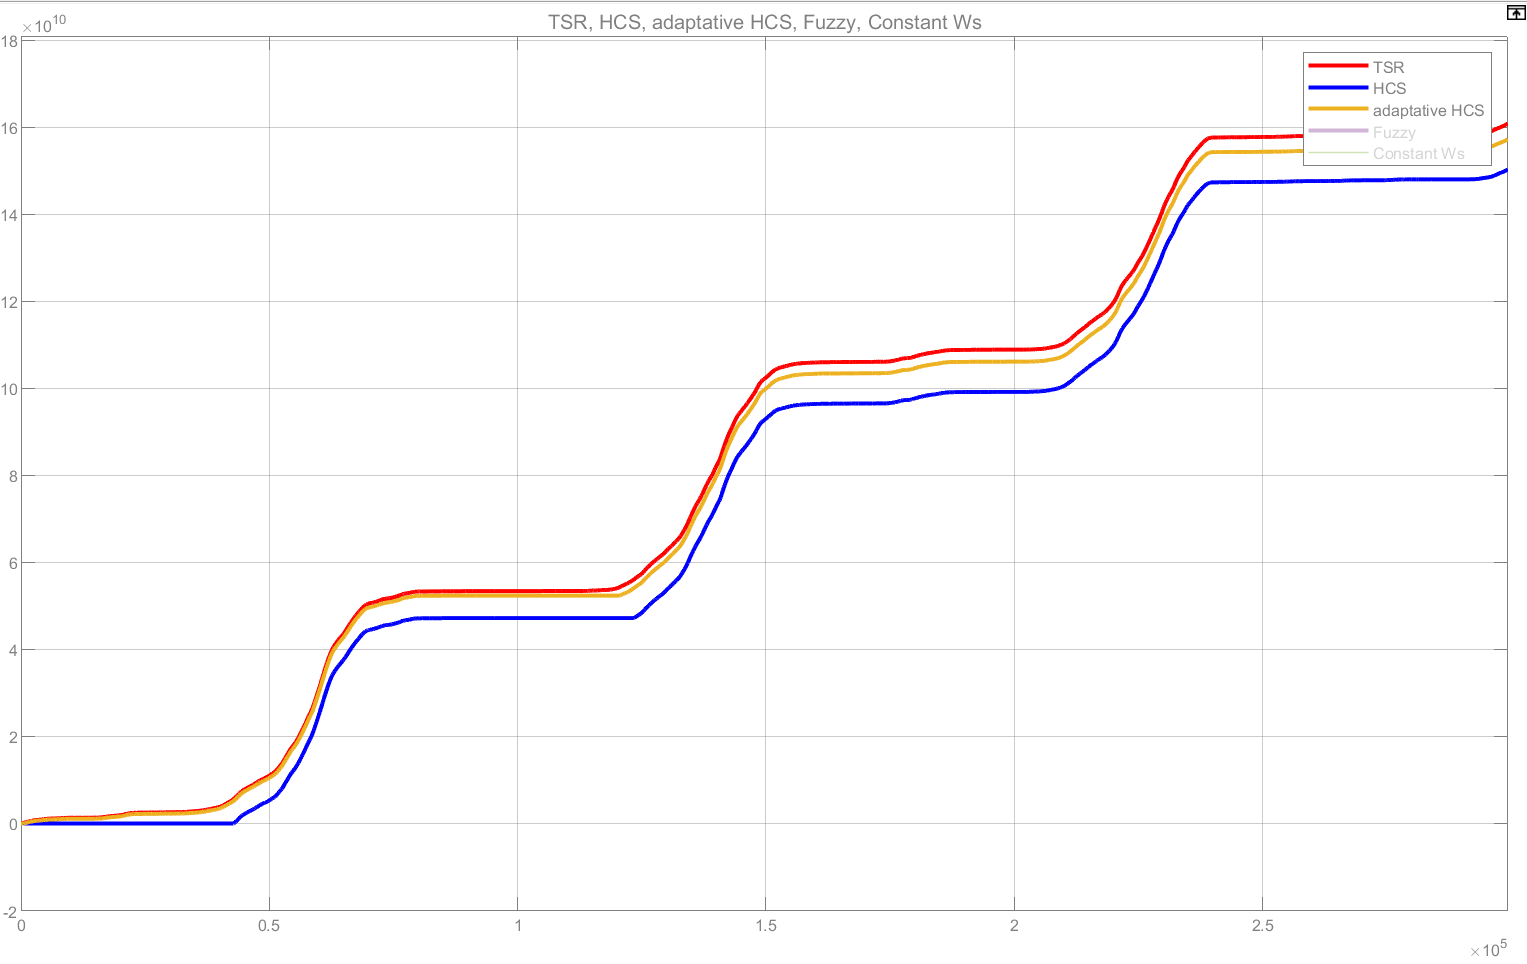 TSR, HCS, adaptative HCS, Fuzzy, Constant Ws
×10^10
18
16
14
12
10
8
6
4
2
0
-2
TSR
HCS
adaptative HCS
Fuzzy
Constant Ws
0 0.5 1 1.5 2 2.5
×10^5